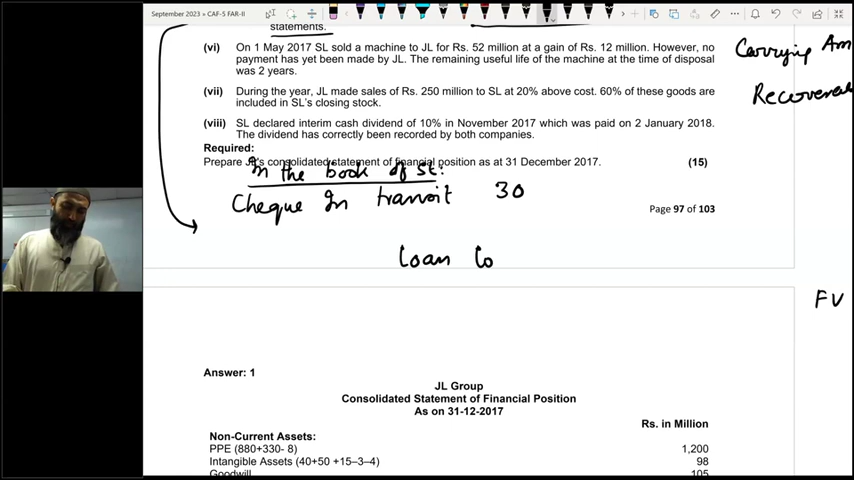 September 2023 » CAF-5 FAR-II
statements.
(vi) On 1 May 2017 SL sold a machine to JL for Rs. 52 million at a gain of Rs. 12 million. However, no
payment has yet been made by JL. The remaining useful life of the machine at the time of disposal
was 2 years.
Carrying Am
(vii) During the year, JL made sales of Rs. 250 million to SL at 20% above cost. 60% of these goods are
included in SL's closing stock.
Recoverab
(viii) SL declared interim cash dividend of 10% in November 2017 which was paid on 2 January 2018.
The dividend has correctly been recorded by both companies.
Required:
Prepare JL's consolidated statement of financial position as at 31 December 2017. (15)
In the book of SL:
Cheque In transit 30
Page 97 of 103
Loan Lo
FV
Answer: 1
JL Group
Consolidated Statement of Financial Position
As on 31-12-2017
Rs. in Million
Non-Current Assets:
PPE (880+330- 8) 1,200
Intangible Assets (40+50 +15–3–4) 98
Goodwill 105